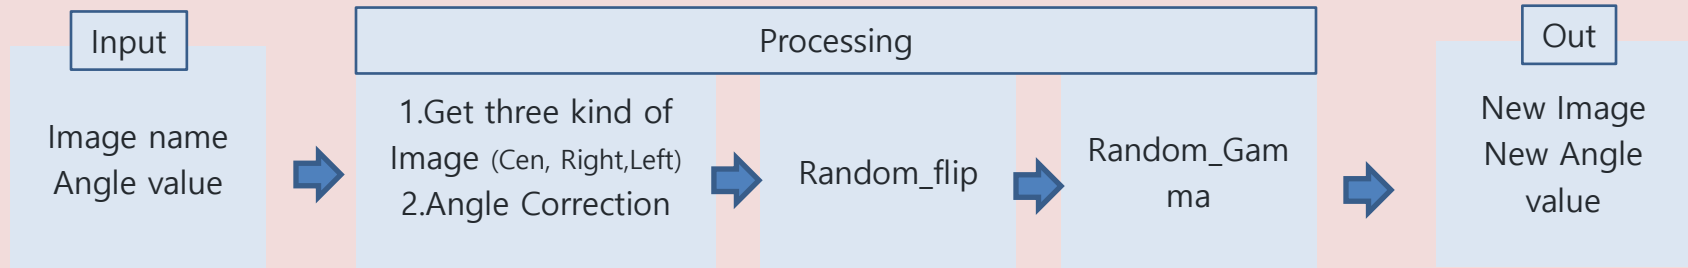 Input
Image name
Angle value
Processing
1.Get three kind of
Image (Cen, Right,Left)
2.Angle Correction
Random_flip
Random_Gam
ma
Out
New Image
New Angle
value